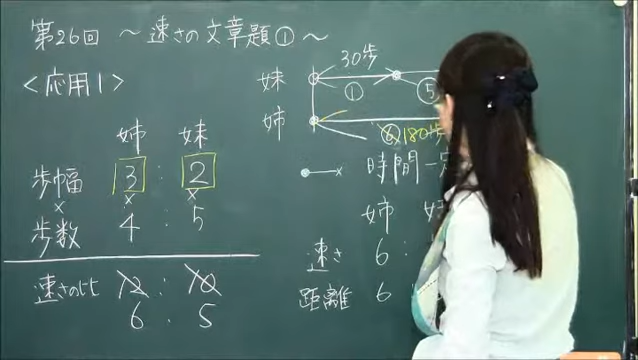 第26回 ～ 速さの文章題① ～
<応用1>
30歩
妹 ① ⑤
姉 ⑥ 180歩
姉 妹
歩幅 3 : 2
× × ×
歩数 4 : 5
速さの比 12 : 10
6 : 5
時間一定
姉
速さ 6 :
距離 6